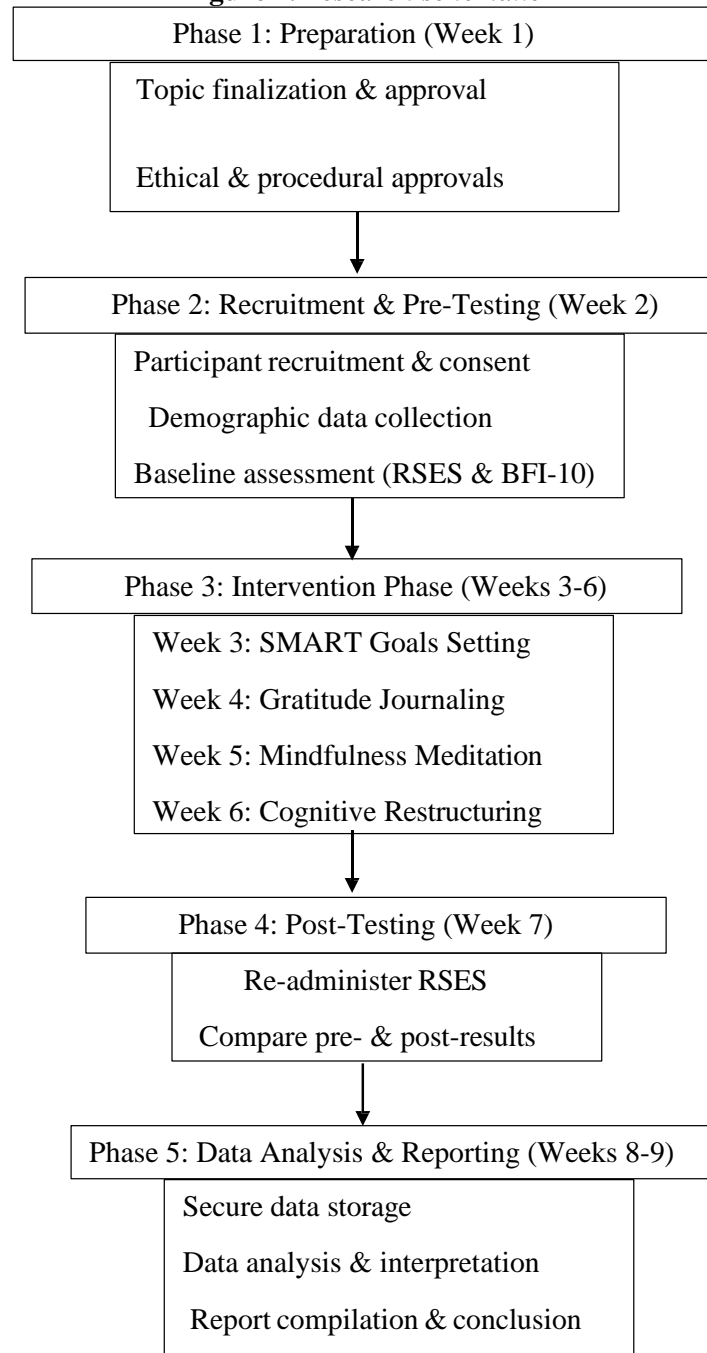 Phase 1: Preparation (Week 1)
Topic finalization & approval
Ethical & procedural approvals
Phase 2: Recruitment & Pre-Testing (Week 2)
Participant recruitment & consent
Demographic data collection
Baseline assessment (RSES & BFI-10)
Phase 3: Intervention Phase (Weeks 3-6)
Week 3: SMART Goals Setting
Week 4: Gratitude Journaling
Week 5: Mindfulness Meditation
Week 6: Cognitive Restructuring
Phase 4: Post-Testing (Week 7)
Re-administer RSES
Compare pre- & post-results
Phase 5: Data Analysis & Reporting (Weeks 8-9)
Secure data storage
Data analysis & interpretation
Report compilation & conclusion